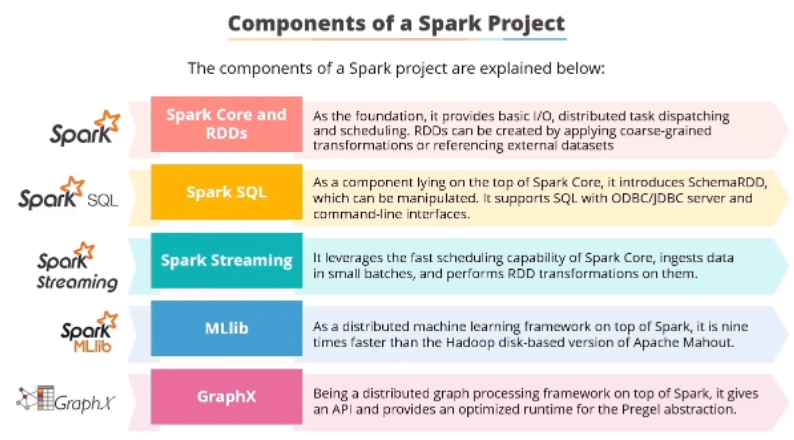 Components of a Spark Project
The components of a Spark project are explained below:
Spark
Spark Core and
RDDs
As the foundation, it provides basic I/O, distributed task dispatching
and scheduling. RDDs can be created by applying coarse-grained
transformations or referencing external datasets
Spark SQL
Spark SQL
As a component lying on the top of Spark Core, it introduces SchemaRDD,
which can be manipulated. It supports SQL with ODBC/JDBC server and
command-line interfaces.
Spark
Streaming
Spark Streaming
It leverages the fast scheduling capability of Spark Core, ingests data
in small batches, and performs RDD transformations on them.
Spark
MLlib
MLlib
As a distributed machine learning framework on top of Spark, it is nine
times faster than the Hadoop disk-based version of Apache Mahout.
GraphX
GraphX
Being a distributed graph processing framework on top of Spark, it gives
an API and provides an optimized runtime for the Pregel abstraction.